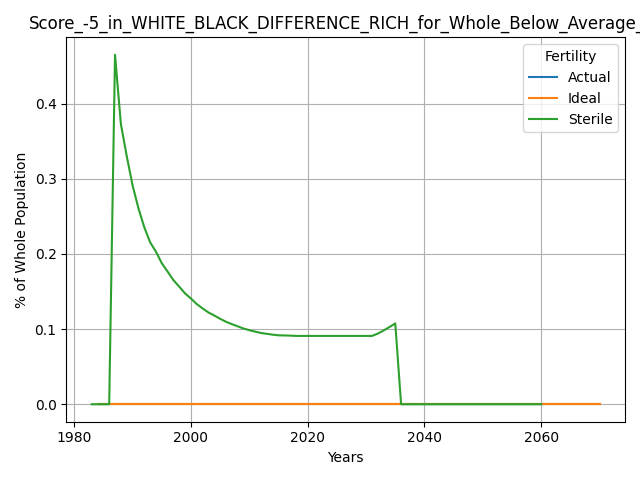 Score_-5_in_WHITE_BLACK_DIFFERENCE_RICH_for_Whole_Below_Average_
Fertility
Actual
Ideal
Sterile
% of Whole Population
0.4
0.3
0.2
0.1
0.0
1980 2000 2020 2040 2060
Years